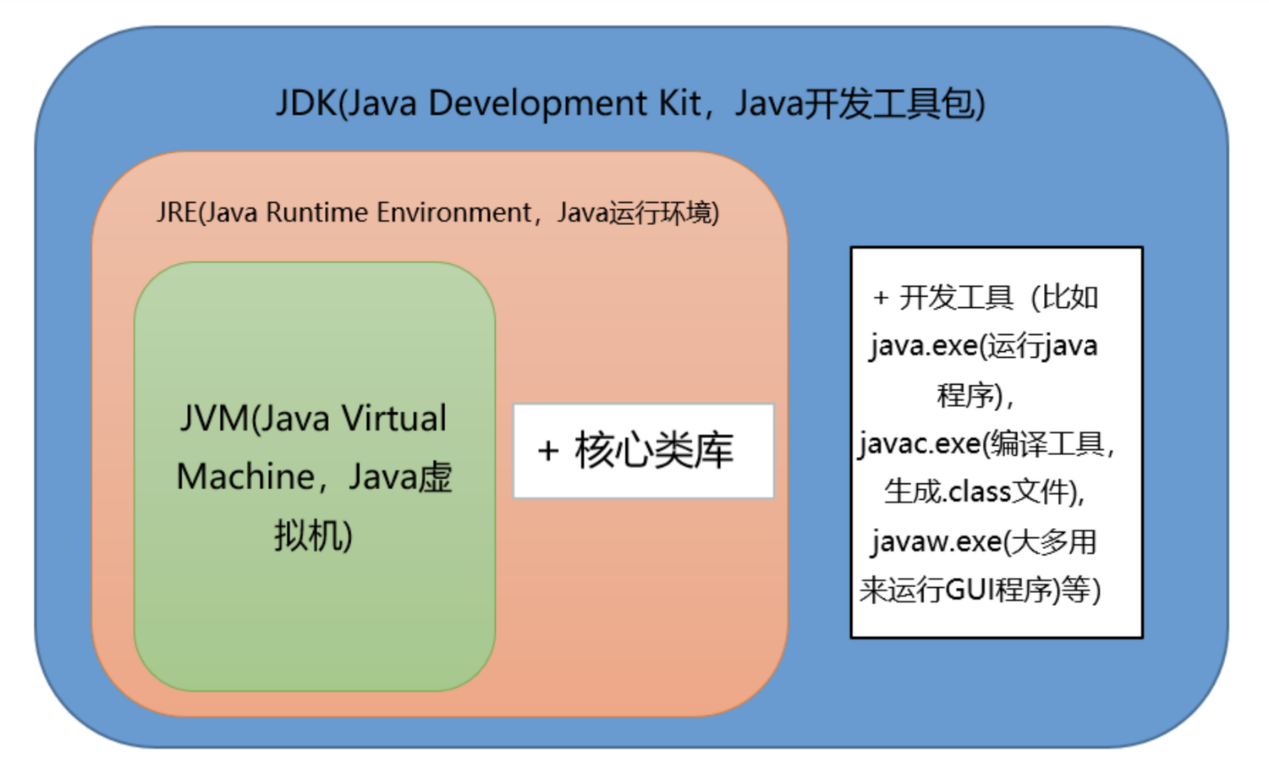 JDK(Java Development Kit，Java开发工具包)
JRE(Java Runtime Environment，Java运行环境)
JVM(Java Virtual
Machine，Java虚
拟机)
+ 核心类库
+ 开发工具（比如
java.exe(运行java
程序)，
javac.exe(编译工具，
生成.class文件),
javaw.exe(大多用
来运行GUI程序)等）